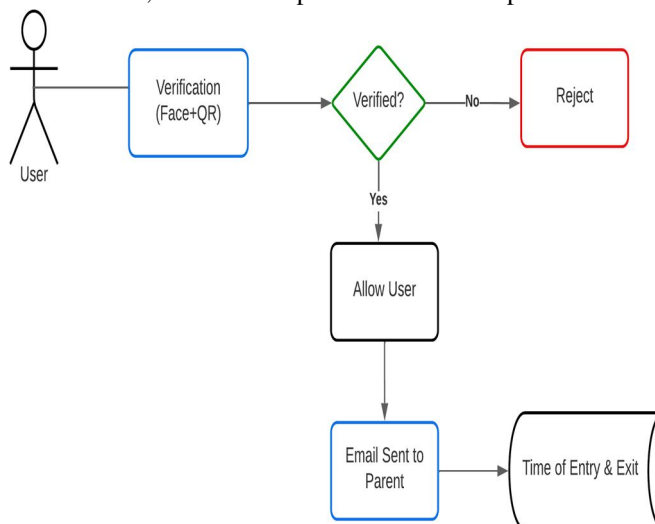 User
Verification
(Face+QR)
Verified?
No
Reject
Yes
Allow User
Email Sent to
Parent
Time of Entry & Exit